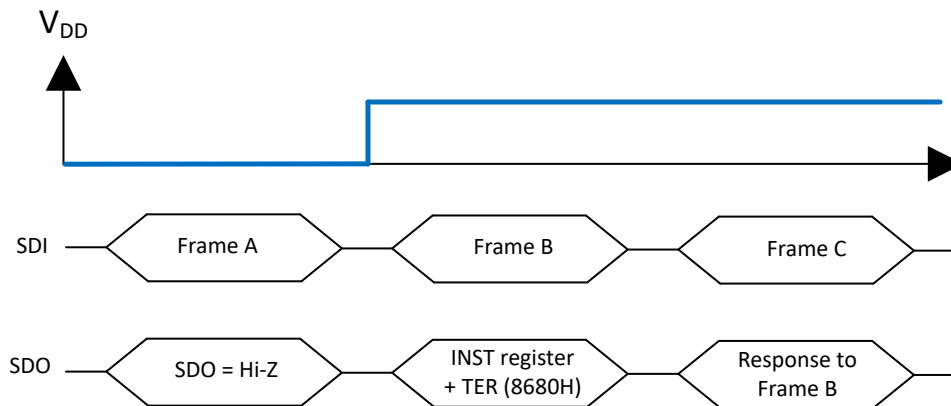 VDD
SDI
Frame A
Frame B
Frame C
SDO
SDO = Hi-Z
INST register
+ TER (8680H)
Response to
Frame B